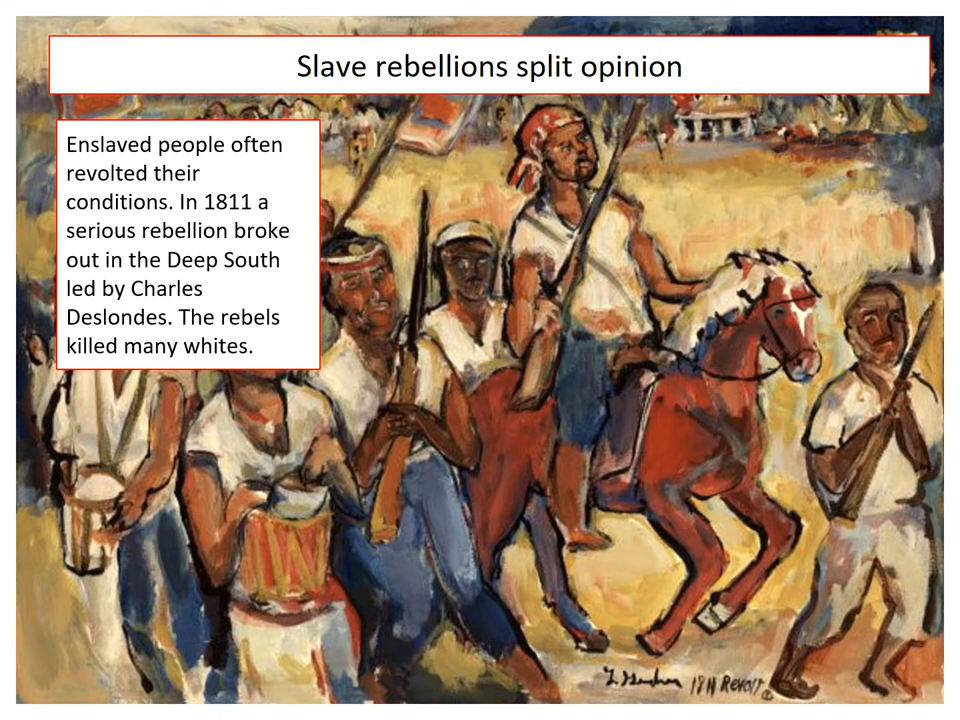 Slave rebellions split opinion
Enslaved people often
revolted their
conditions. In 1811 a
serious rebellion broke
out in the Deep South
led by Charles
Deslondes. The rebels
killed many whites.
1811 Revolt